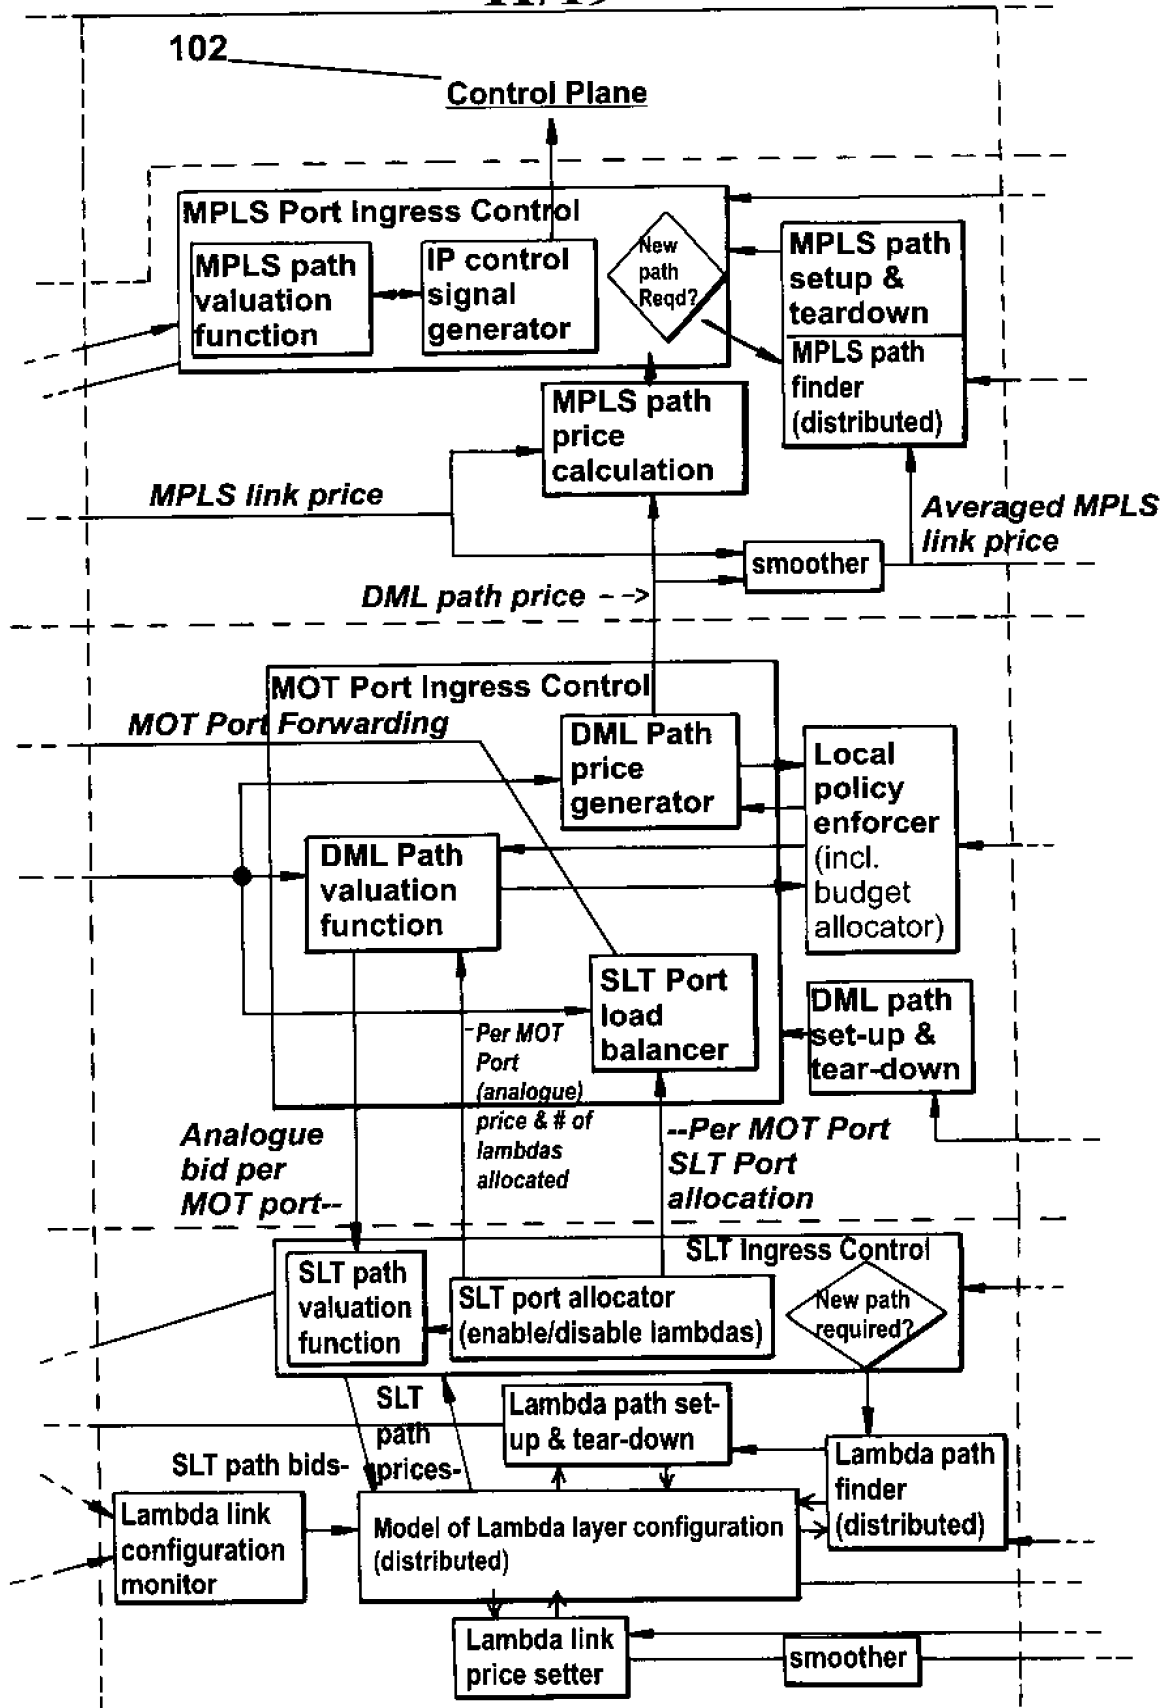 102
Control Plane
MPLS Port Ingress Control
MPLS path
valuation
function
IP control
signal
generator
New
path
Reqd?
MPLS path
setup &
teardown
MPLS path
finder
(distributed)
MPLS path
price
calculation
MPLS link price
Averaged MPLS
link price
smoother
DML path price -->
MOT Port Ingress Control
MOT Port Forwarding
DML Path
price
generator
Local
policy
enforcer
(incl.
budget
allocator)
DML Path
valuation
function
SLT Port
load
balancer
DML path
set-up &
tear-down
-Per MOT
Port
(analogue)
price & # of
lambdas
allocated
Analogue
bid per
MOT port--
--Per MOT Port
SLT Port
allocation
SLT Ingress Control
SLT path
valuation
function
SLT port allocator
(enable/disable lambdas)
New path
required?
SLT
path
prices-
Lambda path set-
up & tear-down
SLT path bids-
Lambda path
finder
(distributed)
Lambda link
configuration
monitor
Model of Lambda layer configuration
(distributed)
Lambda link
price setter
smoother